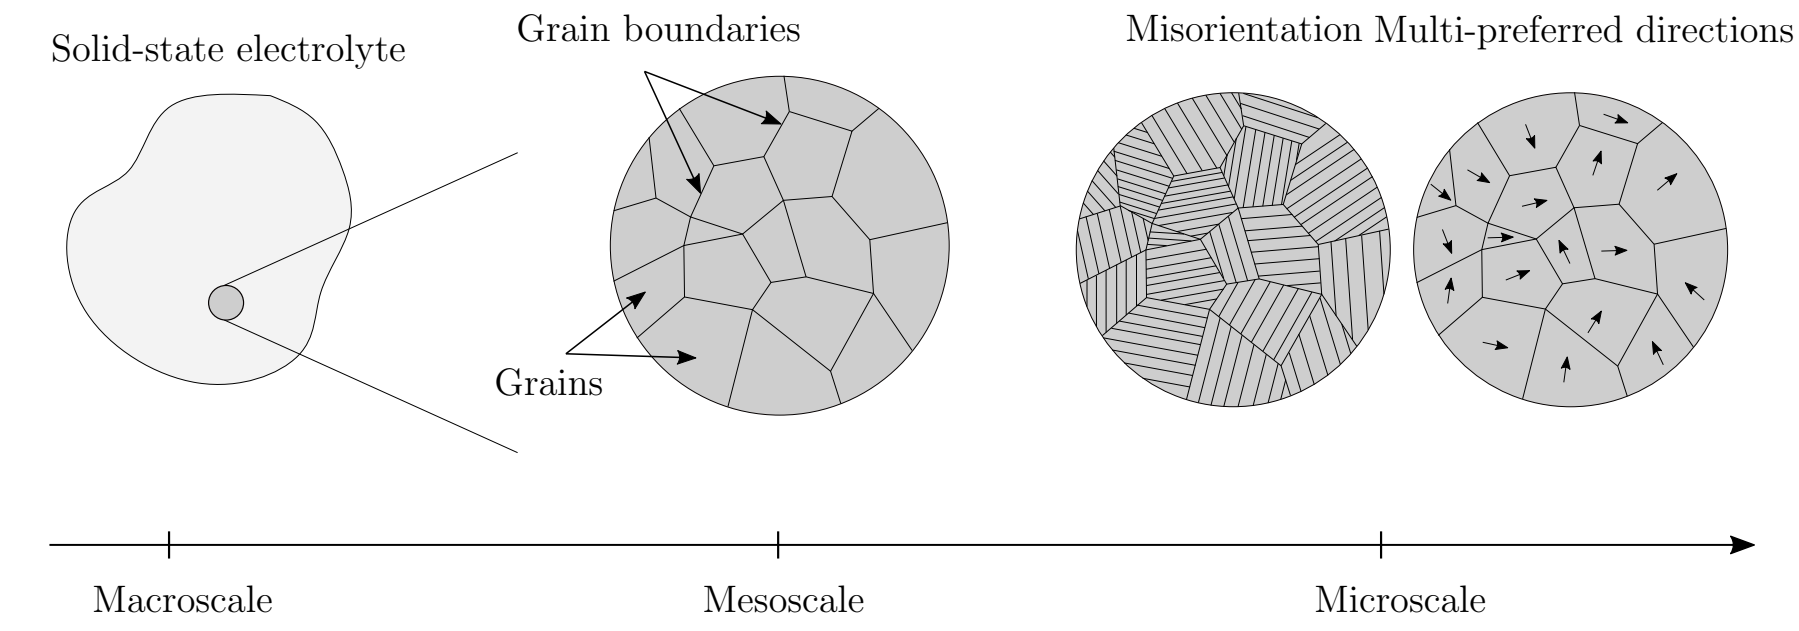 Solid-state electrolyte
Grain boundaries
Misorientation
Multi-preferred directions
Grains
Macroscale
Mesoscale
Microscale